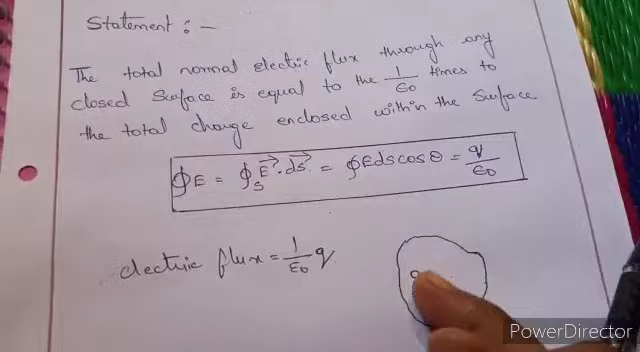 Statement : -
The total normal electric flux through any
closed surface is equal to the 1/ε0 times to
the total charge enclosed within the surface
ϕE = ∮S E⃗ . ds⃗ = ∮Eds cos θ = q/ε0
electric flux = 1/ε0 q
PowerDirector